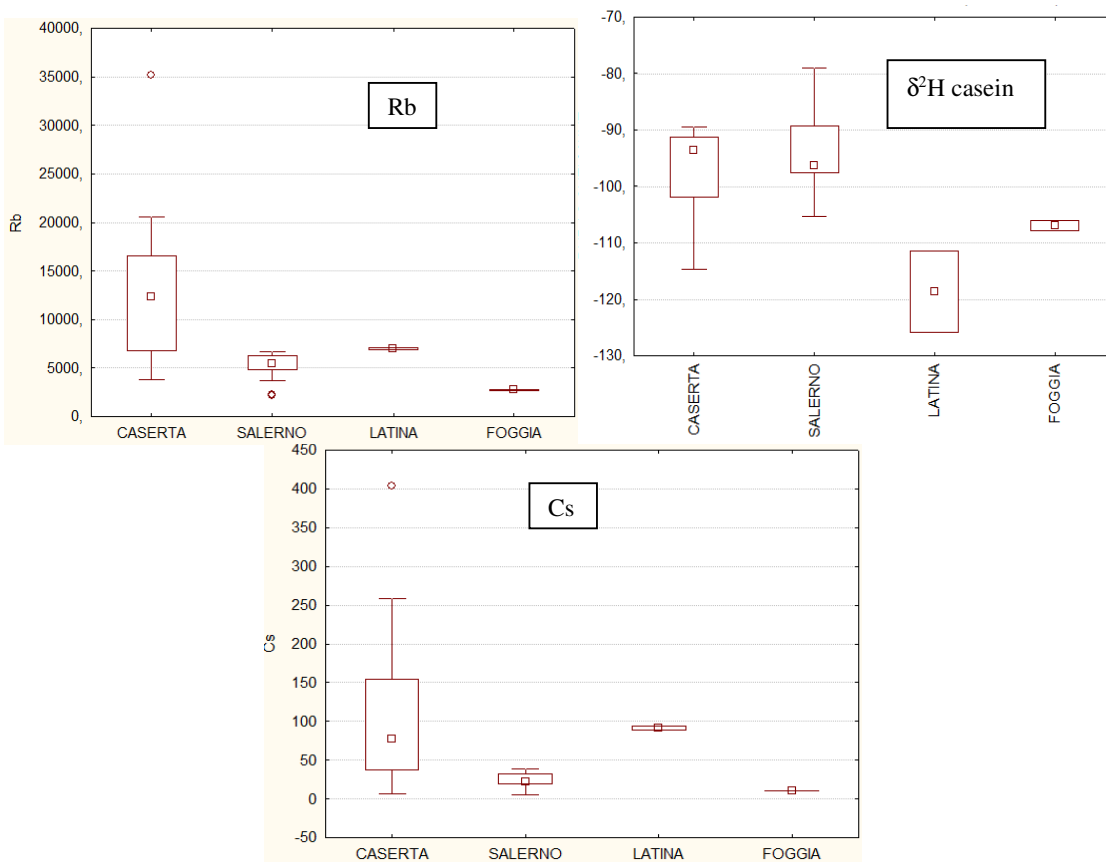 40000,
35000,
30000,
25000,
20000,
15000,
10000,
5000,
0,
Rb
Rb
CASERTA SALERNO LATINA FOGGIA
-70,
-80,
-90,
-100,
-110,
-120,
-130,
δ²H casein
CASERTA
SALERNO
LATINA
FOGGIA
450
400
350
300
250
200
150
100
50
0
-50
Cs
Cs
CASERTA SALERNO LATINA FOGGIA